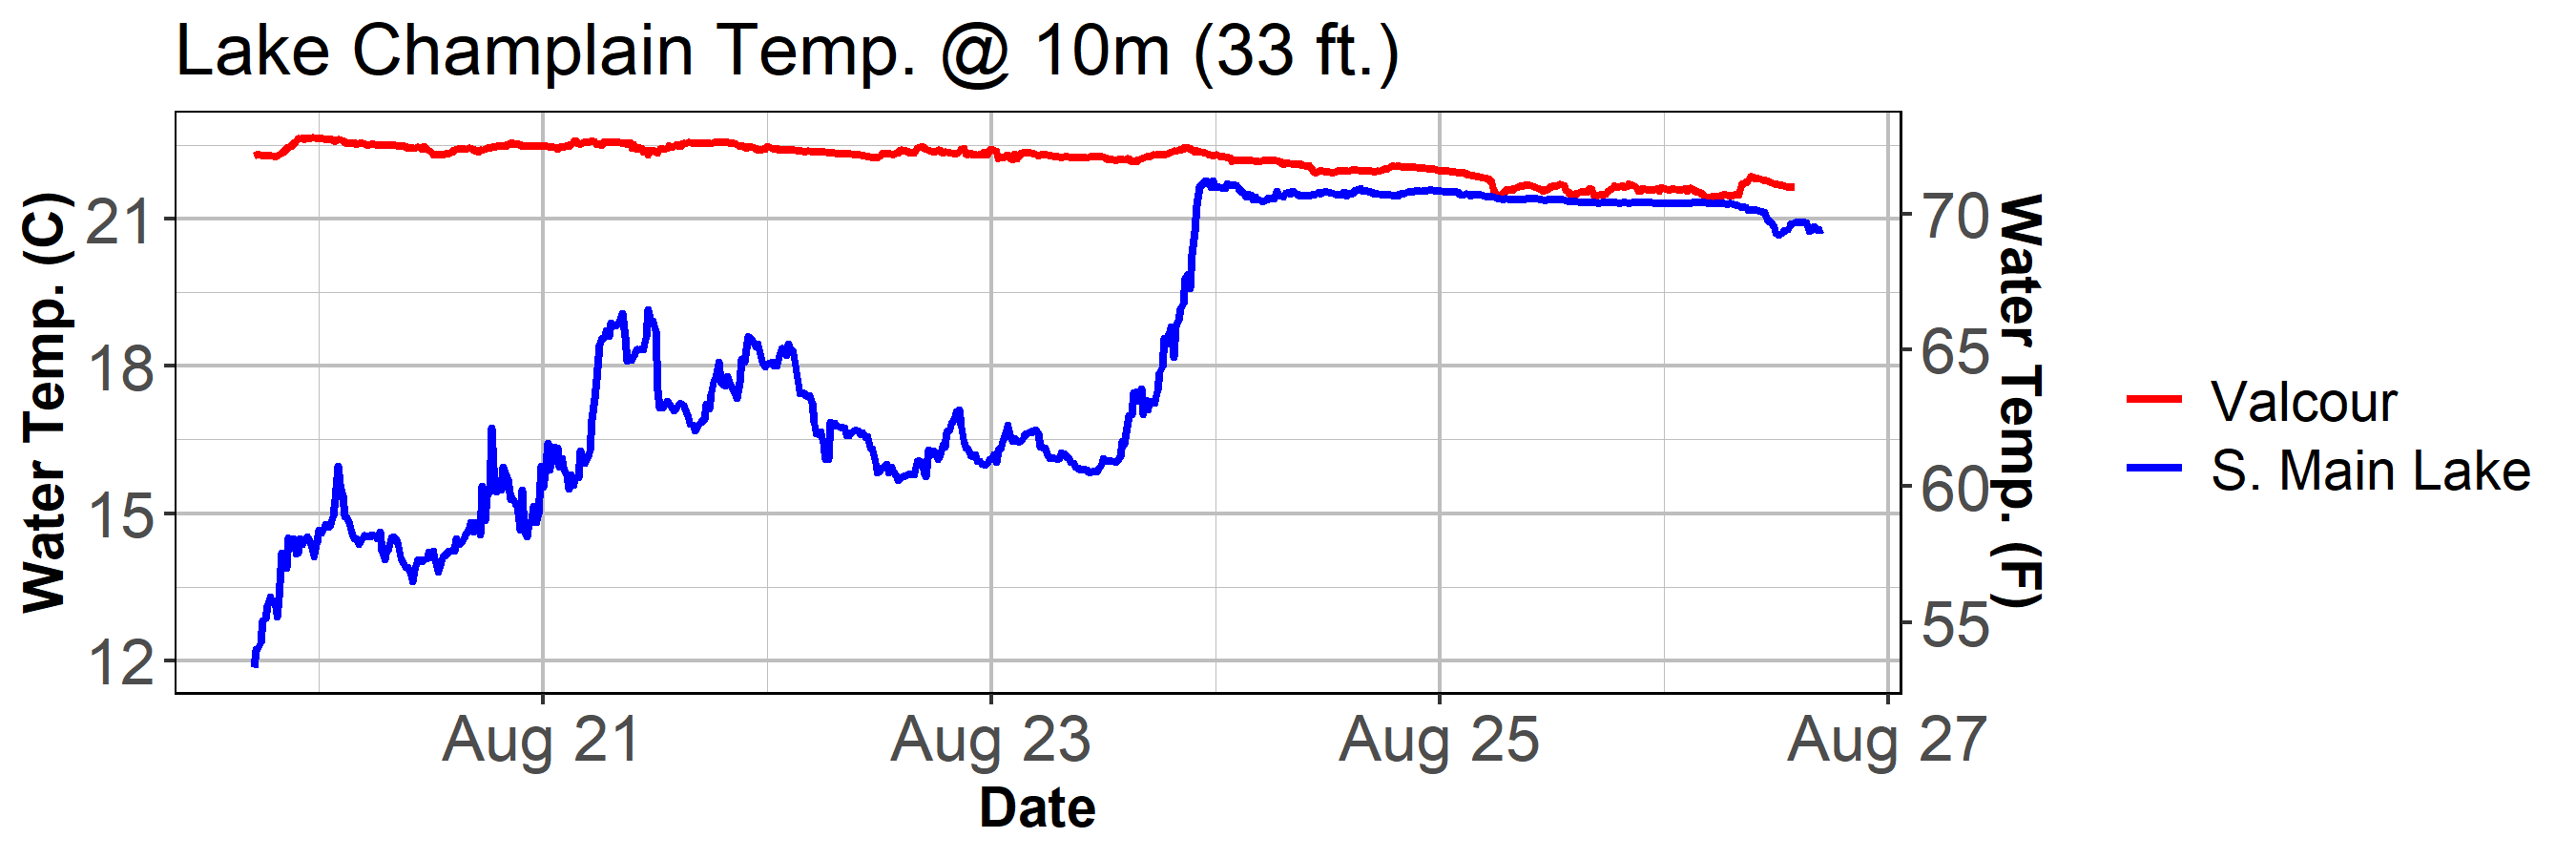 Lake Champlain Temp. @ 10m (33 ft.)
Water Temp. (C)
21
18
15
12
70
65
60
55
Water Temp. (F)
Aug 21
Aug 23
Aug 25
Aug 27
Date
Valcour
S. Main Lake